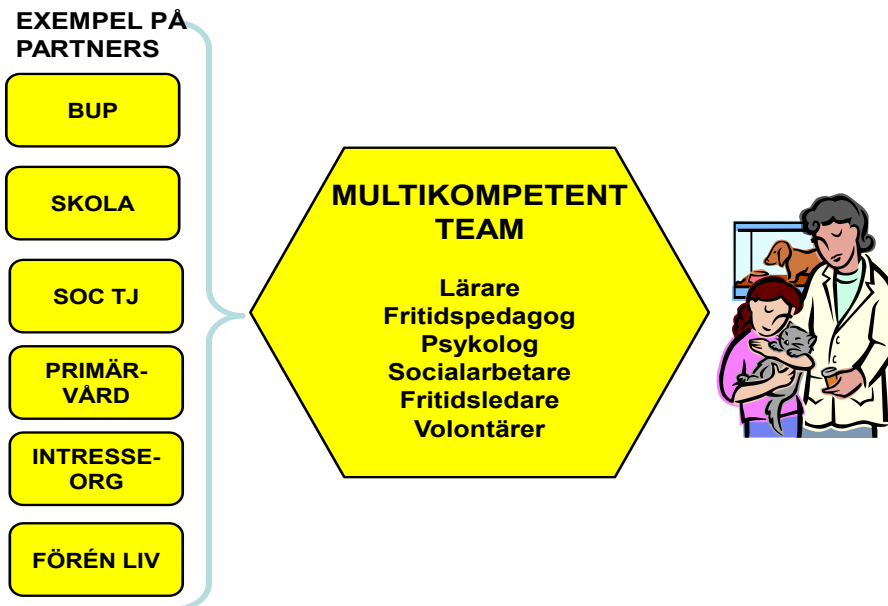 EXEMPEL PÅ
PARTNERS
BUP
SKOLA
SOC TJ
PRIMÄR-
VÅRD
INTRESSE-
ORG
FÖRÉN LIV
MULTIKOMPETENT
TEAM
Lärare
Fritidspedagog
Psykolog
Socialarbetare
Fritidsledare
Volontärer